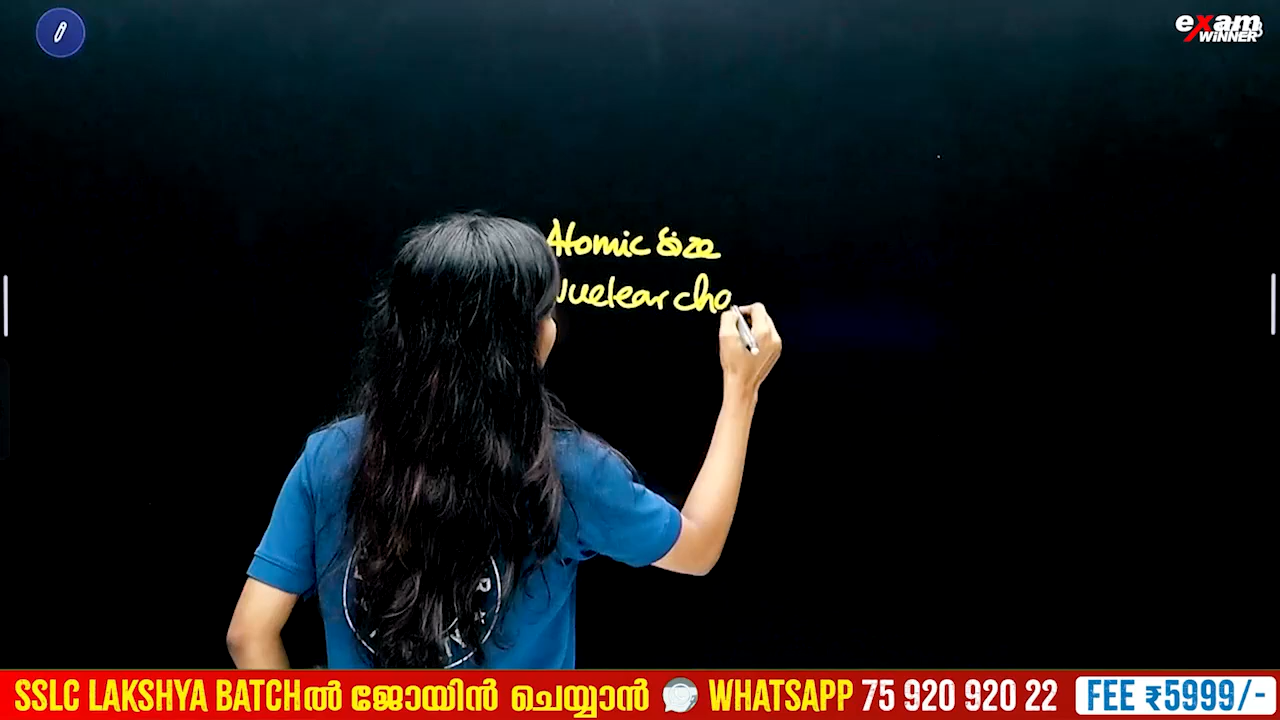 exam
WINNER
Atomic Size
Nuclear cha
SSLC LAKSHYA BATCHൽ ജോയിൻ ചെയ്യാൻ WHATSAPP 75 920 920 22 FEE ₹5999/-